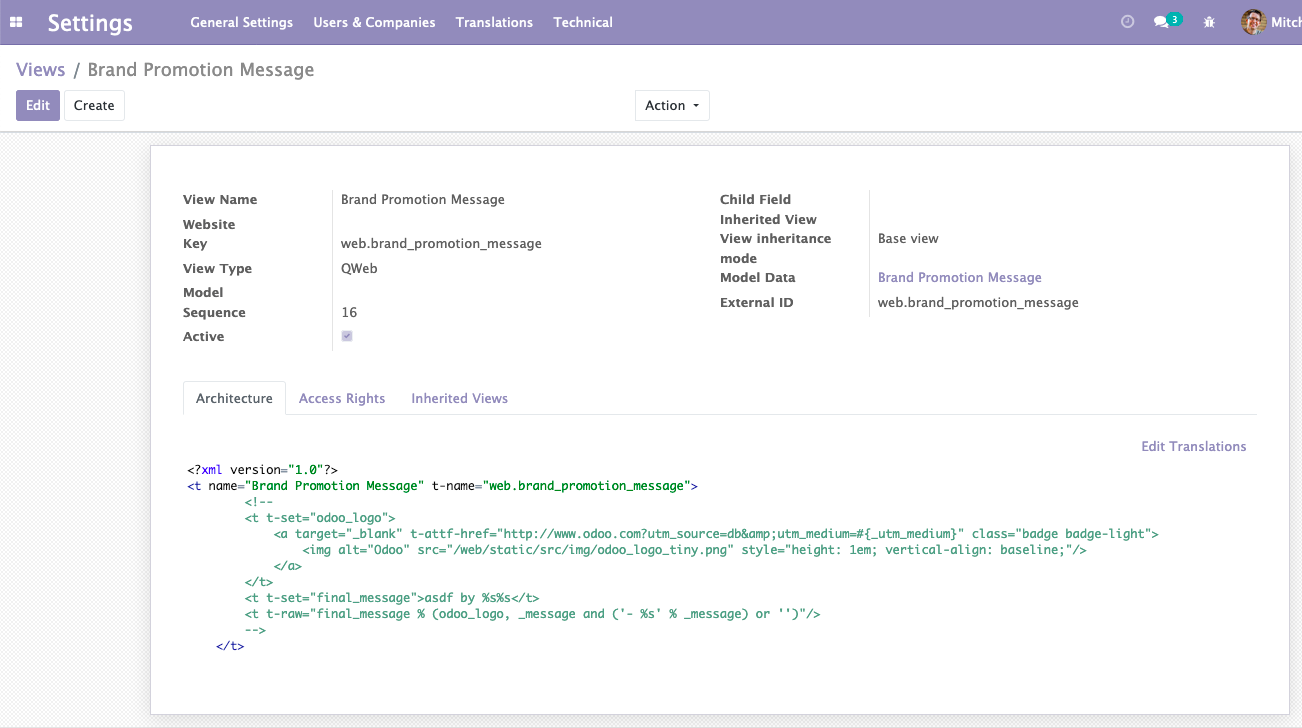 Settings
General Settings
Users & Companies
Translations
Technical
3
Mitch
Views / Brand Promotion Message
Edit
Create
Action
View Name
Brand Promotion Message
Website
Key
web.brand_promotion_message
View Type
QWeb
Model
Sequence
16
Active
Child Field
Inherited View
View inheritance
mode
Base view
Model Data
Brand Promotion Message
External ID
web.brand_promotion_message
Architecture
Access Rights
Inherited Views
Edit Translations
<?xml version="1.0"?>
<t name="Brand Promotion Message" t-name="web.brand_promotion_message">
<!--
<t t-set="odoo_logo">
<a target="_blank" t-attf-href="http://www.odoo.com?utm_source=db&amp;utm_medium=#{_utm_medium}" class="badge badge-light">
<img alt="Odoo" src="/web/static/src/img/odoo_logo_tiny.png" style="height: 1em; vertical-align: baseline;"/>
</a>
</t>
<t t-set="final_message">asdf by %s%s</t>
<t t-raw="final_message % (odoo_logo, _message and ('- %s' % _message) or '')"/>
-->
</t>